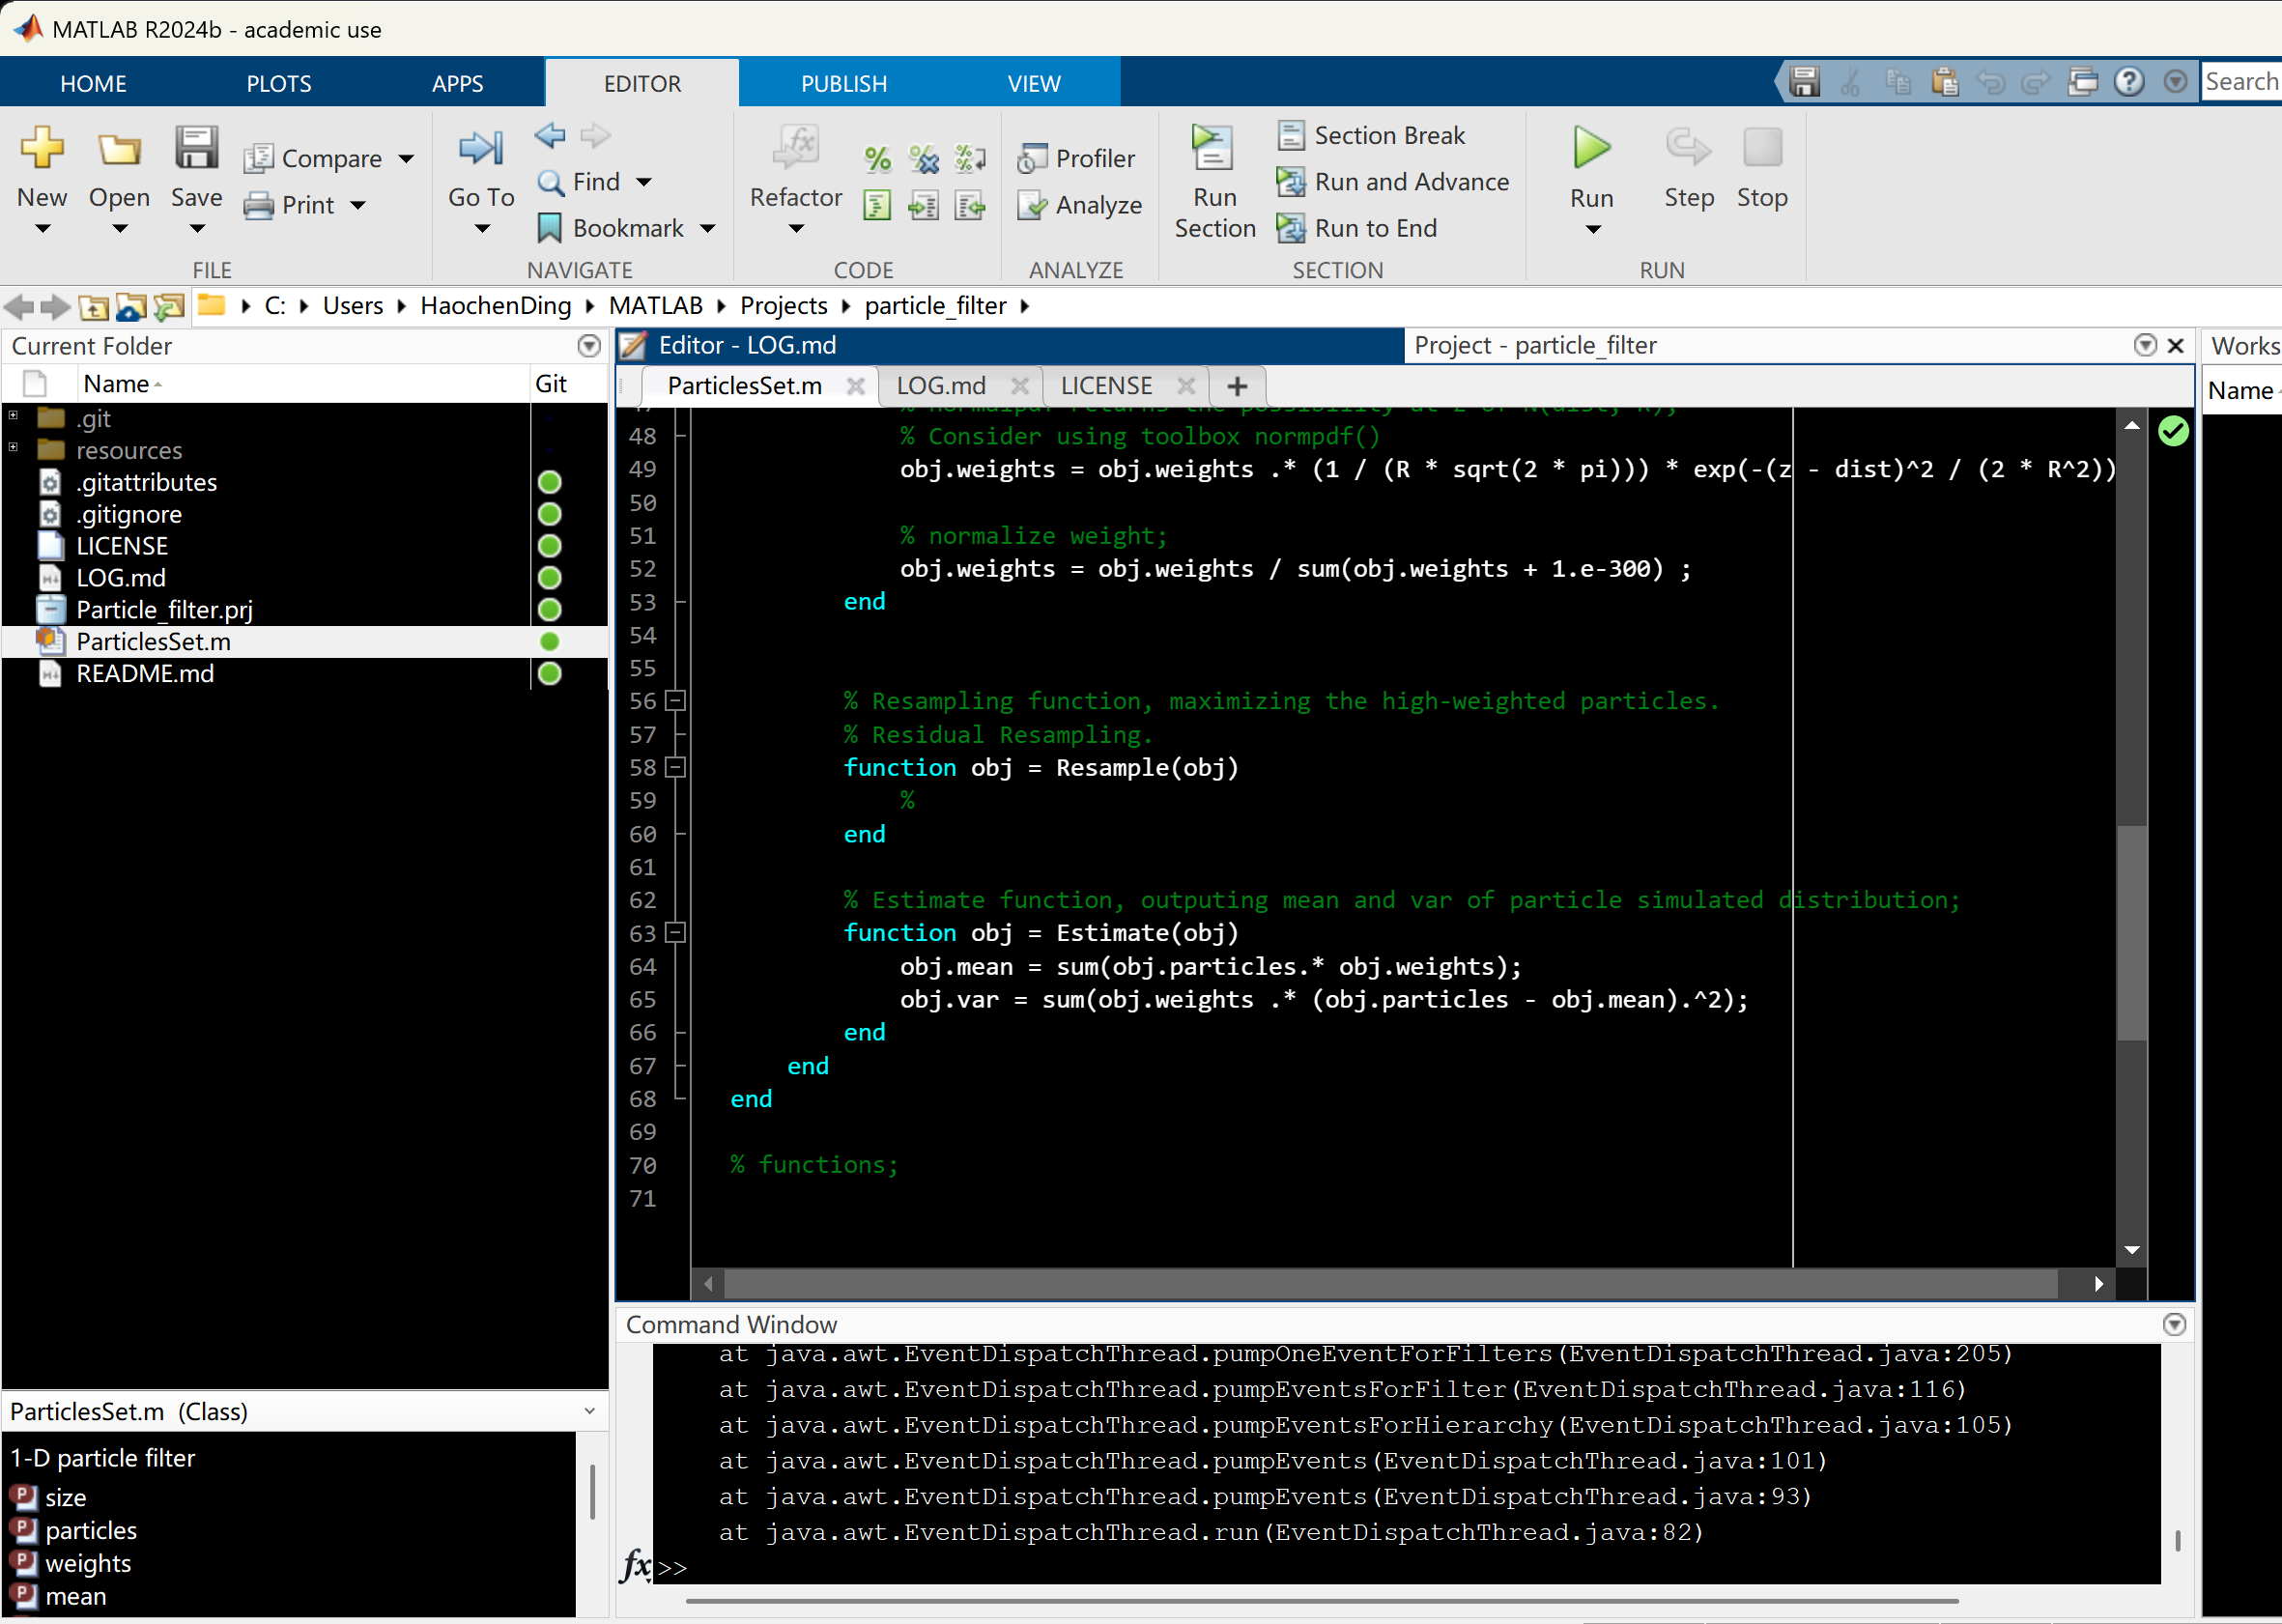 MATLAB R2024b - academic use
HOME PLOTS APPS EDITOR PUBLISH VIEW Search
New Open Save Compare Print
Go To Find Bookmark
Refactor Profiler Analyze
Run Section Section Break Run and Advance Run to End
Run Step Stop
FILE NAVIGATE CODE ANALYZE SECTION RUN
C: Users HaochenDing MATLAB Projects particle_filter
Current Folder
Name Git
.git
resources
.gitattributes
.gitignore
LICENSE
LOG.md
Particle_filter.prj
ParticlesSet.m
README.md
ParticlesSet.m (Class)
1-D particle filter
size
particles
weights
mean
Editor - LOG.md
Project - particle_filter
ParticlesSet.m LOG.md LICENSE +
48 % Consider using toolbox normpdf()
49 obj.weights = obj.weights .* (1 / (R * sqrt(2 * pi))) * exp(-(z - dist)^2 / (2 * R^2))
50
51 % normalize weight;
52 obj.weights = obj.weights / sum(obj.weights + 1.e-300) ;
53 end
54
55
56 % Resampling function, maximizing the high-weighted particles.
57 % Residual Resampling.
58 function obj = Resample(obj)
59 %
60 end
61
62 % Estimate function, outputing mean and var of particle simulated distribution;
63 function obj = Estimate(obj)
64 obj.mean = sum(obj.particles.* obj.weights);
65 obj.var = sum(obj.weights .* (obj.particles - obj.mean).^2);
66 end
67 end
68 end
69
70 % functions;
71
Command Window
at java.awt.EventDispatchThread.pumpOneEventForFilters(EventDispatchThread.java:205)
at java.awt.EventDispatchThread.pumpEventsForFilter(EventDispatchThread.java:116)
at java.awt.EventDispatchThread.pumpEventsForHierarchy(EventDispatchThread.java:105)
at java.awt.EventDispatchThread.pumpEvents(EventDispatchThread.java:101)
at java.awt.EventDispatchThread.pumpEvents(EventDispatchThread.java:93)
at java.awt.EventDispatchThread.run(EventDispatchThread.java:82)
fx >>
Works
Name